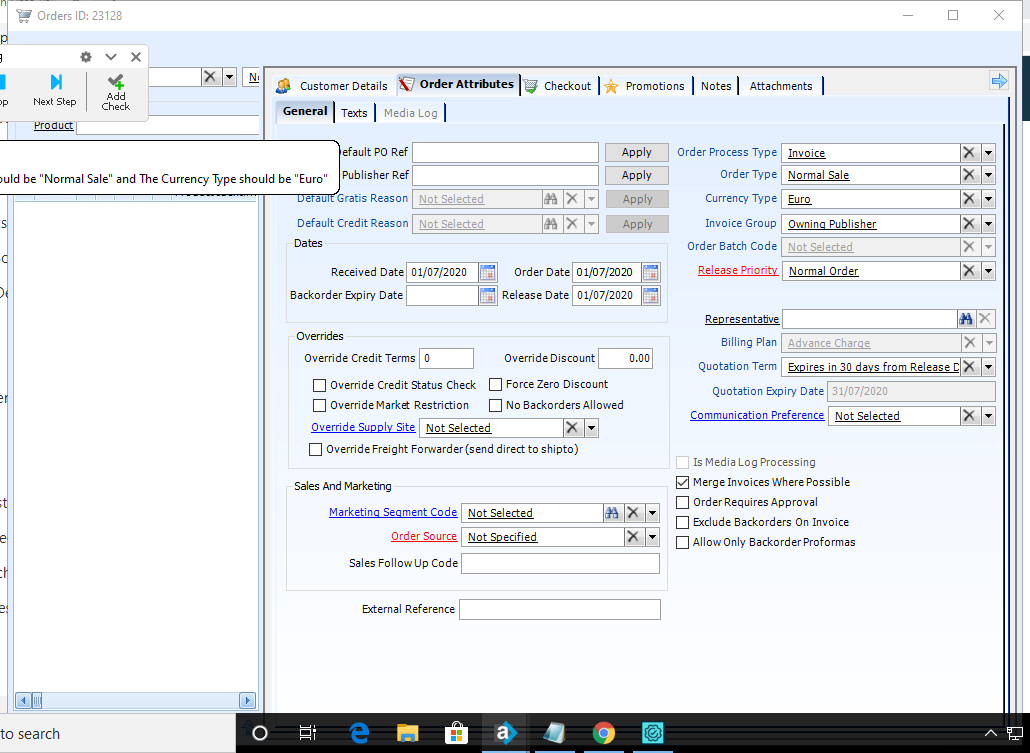 Orders ID: 23128
Next Step
Add
Check
Product
ould be "Normal Sale" and The Currency Type should be "Euro"
Customer Details
Order Attributes
Checkout
Promotions
Notes
Attachments
General
Texts
Media Log
Default PO Ref
Apply
Order Process Type
Invoice
Publisher Ref
Apply
Order Type
Normal Sale
Default Gratis Reason
Not Selected
Apply
Currency Type
Euro
Default Credit Reason
Not Selected
Apply
Invoice Group
Owning Publisher
Dates
Order Batch Code
Not Selected
Received Date
01/07/2020
Order Date
01/07/2020
Release Priority
Normal Order
Backorder Expiry Date
Release Date
01/07/2020
Representative
Overrides
Billing Plan
Advance Charge
Override Credit Terms
0
Override Discount
0.00
Quotation Term
Expires in 30 days from Release D
Override Credit Status Check
Force Zero Discount
Quotation Expiry Date
31/07/2020
Override Market Restriction
No Backorders Allowed
Communication Preference
Not Selected
Override Supply Site
Not Selected
Override Freight Forwarder (send direct to shipto)
Is Media Log Processing
Merge Invoices Where Possible
Sales And Marketing
Order Requires Approval
Marketing Segment Code
Not Selected
Exclude Backorders On Invoice
Order Source
Not Specified
Allow Only Backorder Proformas
Sales Follow Up Code
External Reference
to search